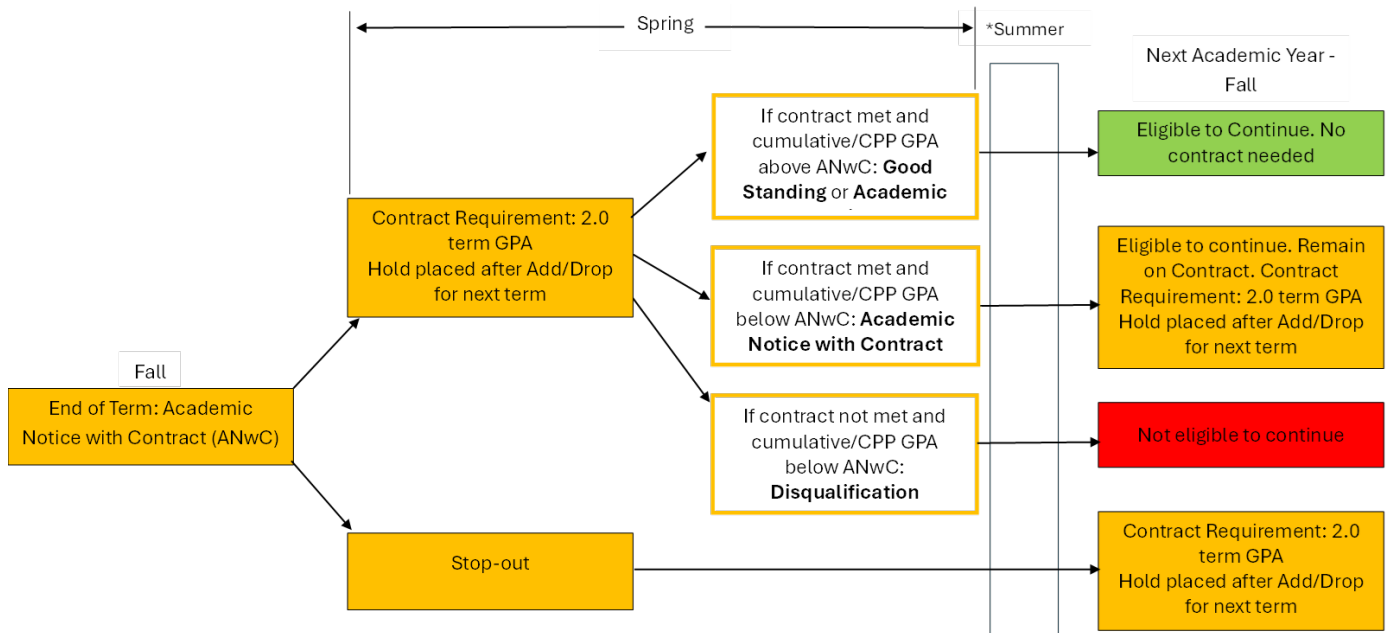 Spring
*Summer
Next Academic Year -
Fall
If contract met and
cumulative/CPP GPA
above ANwC: Good
Standing or Academic
Eligible to Continue. No
contract needed
Contract Requirement: 2.0
term GPA
Hold placed after Add/Drop
for next term
If contract met and
cumulative/CPP GPA
below ANwC: Academic
Notice with Contract
Eligible to continue. Remain
on Contract. Contract
Requirement: 2.0 term GPA
Hold placed after Add/Drop
for next term
Fall
End of Term: Academic
Notice with Contract (ANwC)
If contract not met and
cumulative/CPP GPA
below ANwC:
Disqualification
Not eligible to continue
Stop-out
Contract Requirement: 2.0
term GPA
Hold placed after Add/Drop
for next term